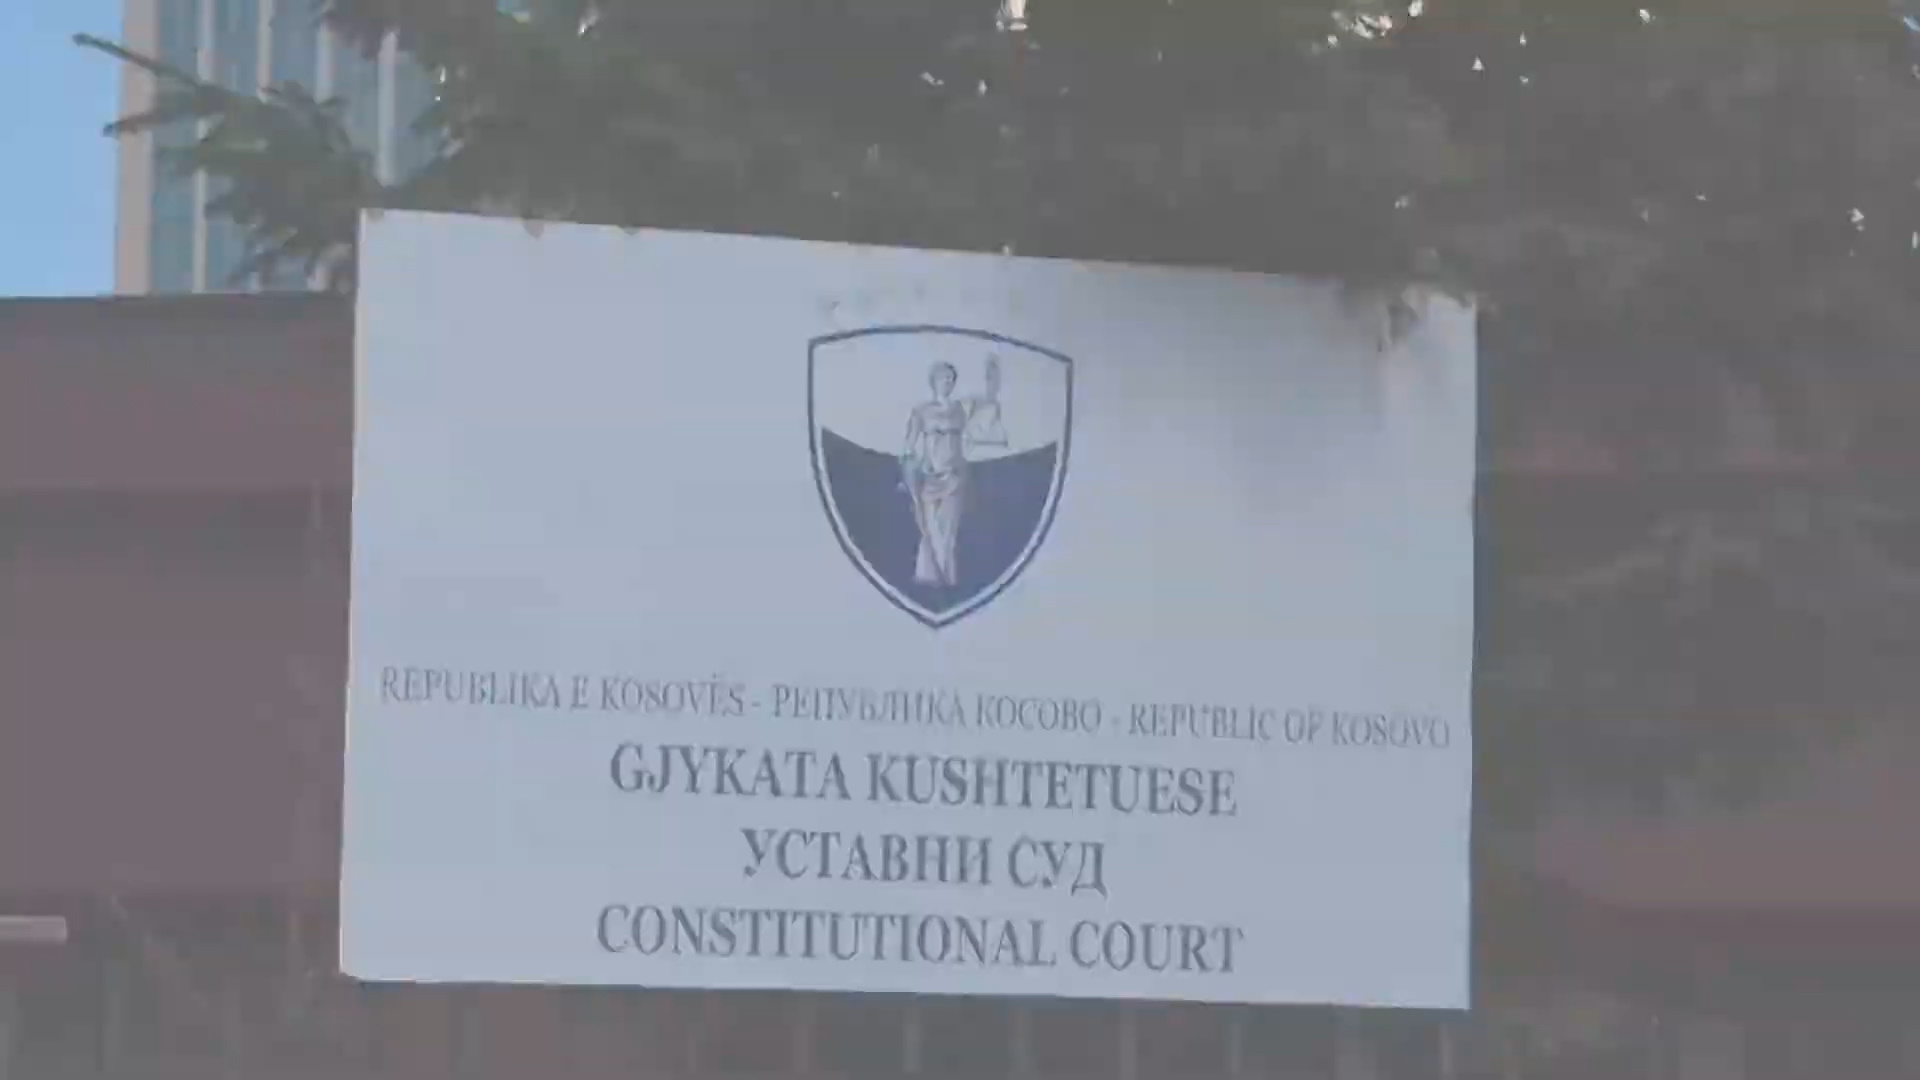 REPUBLIKA E KOSOVËS - РЕПУБЛИКА КОСОВО - REPUBLIC OF KOSOVO
GJYKATA KUSHTETUESE
УСТАВНИ СУД
CONSTITUTIONAL COURT